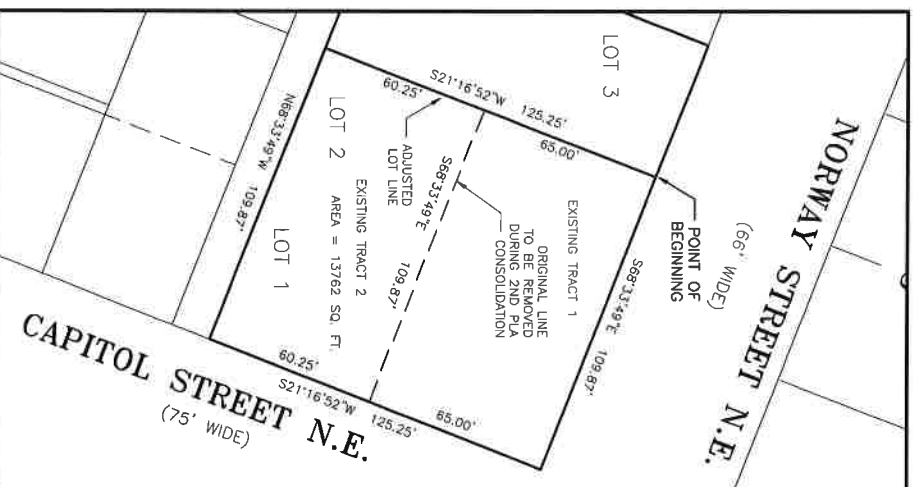 NORWAY STREET N.E.
(66' WIDE)
POINT OF
BEGINNING
LOT 3
S68°33'49"E 109.87'
S21°16'52"W 125.25'
65.00'
60.25'
EXISTING TRACT 1
ORIGINAL LINE
TO BE REMOVED
DURING 2ND PLA
CONSOLIDATION
S68°33'49"E 109.87'
ADJUSTED
LOT LINE
EXISTING TRACT 2
AREA = 13762 SQ. FT.
LOT 2
LOT 1
N68°33'49"W 109.87'
60.25'
S21°16'52"W 125.25'
65.00'
CAPITOL STREET N.E.
(75' WIDE)